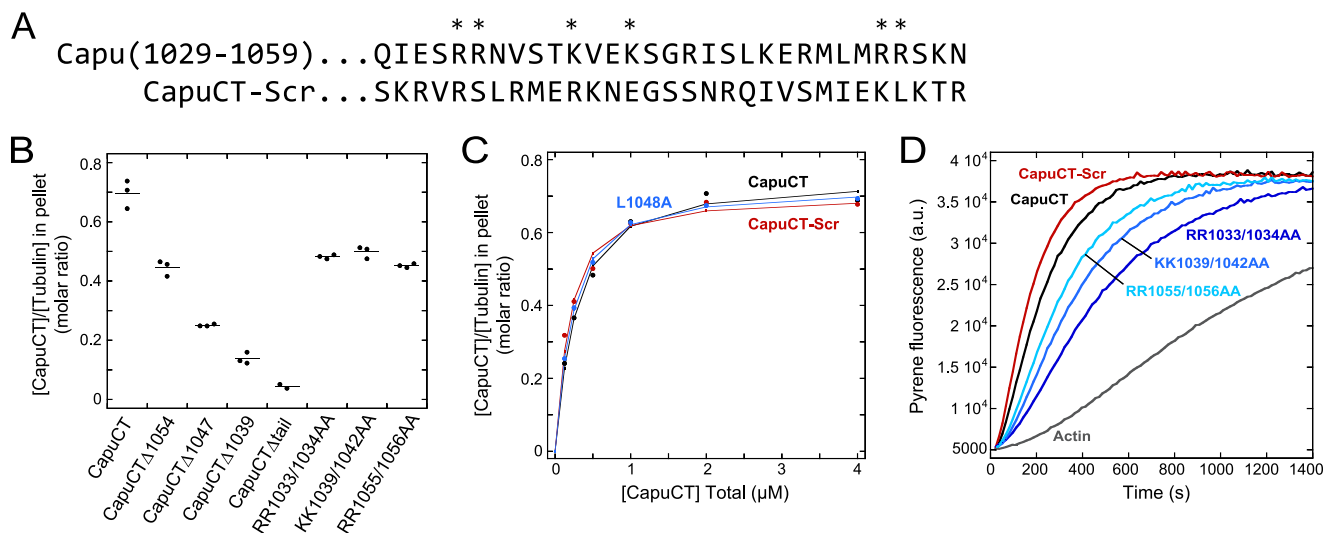 A
* * * * * *
Capu(1029-1059)...QIESRRNVSTKVEKSGRISLKERMLMRRSKN
CapuCT-Scr...SKRVRSLRMERKNEGSSNRQIVSMIEKLKTR
B
[CapuCT]/[Tubulin] in pellet
(molar ratio)
0.8
0.6
0.4
0.2
0
CapuCT
CapuCTΔ1054
CapuCTΔ1047
CapuCTΔ1039
CapuCTΔtail
RR1033/1034AA
KK1039/1042AA
RR1055/1056AA
C
[CapuCT]/[Tubulin] in pellet
(molar ratio)
0.8
0.6
0.4
0.2
0
CapuCT
L1048A
CapuCT-Scr
0 1 2 3 4
[CapuCT] Total (µM)
D
Pyrene fluorescence (a.u.)
4 10⁴
3.5 10⁴
3 10⁴
2.5 10⁴
2 10⁴
1.5 10⁴
1 10⁴
5000
CapuCT-Scr
CapuCT
RR1033/1034AA
KK1039/1042AA
RR1055/1056AA
Actin
0 200 400 600 800 1000 1200 1400
Time (s)